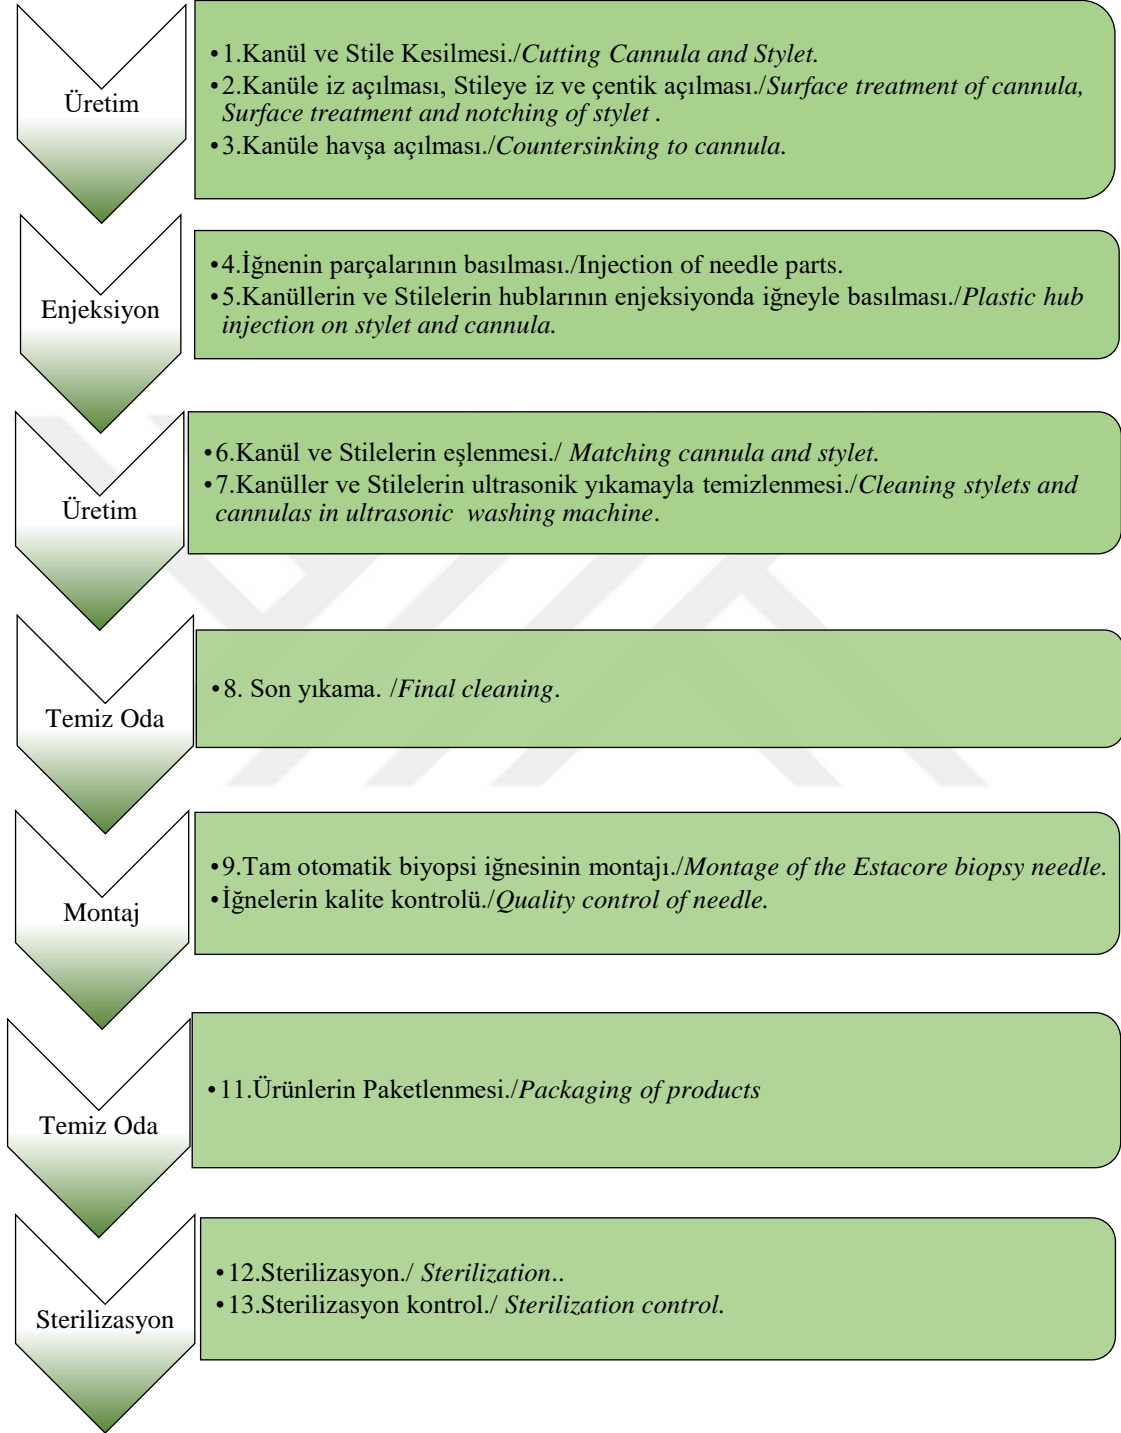 Üretim
•1.Kanül ve Stile Kesilmesi./Cutting Cannula and Stylet.
•2.Kanüle iz açılması, Stileye iz ve çentik açılması./Surface treatment of cannula,
Surface treatment and notching of stylet .
•3.Kanüle havşa açılması./Countersinking to cannula.
Enjeksiyon
•4.İğnenin parçalarının basılması./Injection of needle parts.
•5.Kanüllerin ve Stilelerin hublarının enjeksiyonda iğneyle basılması./Plastic hub
injection on stylet and cannula.
Üretim
•6.Kanül ve Stilelerin eşlenmesi./ Matching cannula and stylet.
•7.Kanüller ve Stilelerin ultrasonik yıkamayla temizlenmesi./Cleaning stylets and
cannulas in ultrasonic washing machine.
Temiz Oda
•8. Son yıkama. /Final cleaning.
Montaj
•9.Tam otomatik biyopsi iğnesinin montajı./Montage of the Estacore biopsy needle.
•İğnelerin kalite kontrolü./Quality control of needle.
Temiz Oda
•11.Ürünlerin Paketlenmesi./Packaging of products
Sterilizasyon
•12.Sterilizasyon./ Sterilization..
•13.Sterilizasyon kontrol./ Sterilization control.